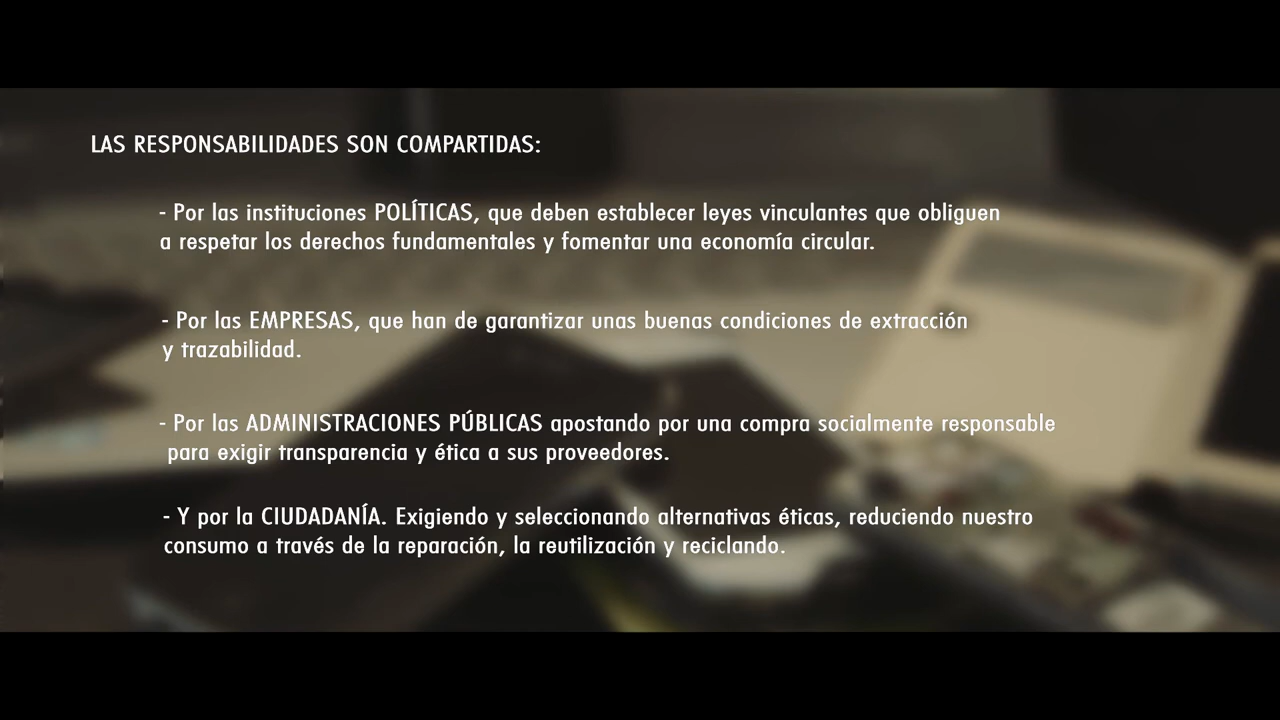 LAS RESPONSABILIDADES SON COMPARTIDAS:
- Por las instituciones POLÍTICAS, que deben establecer leyes vinculantes que obliguen
a respetar los derechos fundamentales y fomentar una economía circular.
- Por las EMPRESAS, que han de garantizar unas buenas condiciones de extracción
y trazabilidad.
- Por las ADMINISTRACIONES PÚBLICAS apostando por una compra socialmente responsable
para exigir transparencia y ética a sus proveedores.
- Y por la CIUDADANÍA. Exigiendo y seleccionando alternativas éticas, reduciendo nuestro
consumo a través de la reparación, la reutilización y reciclando.